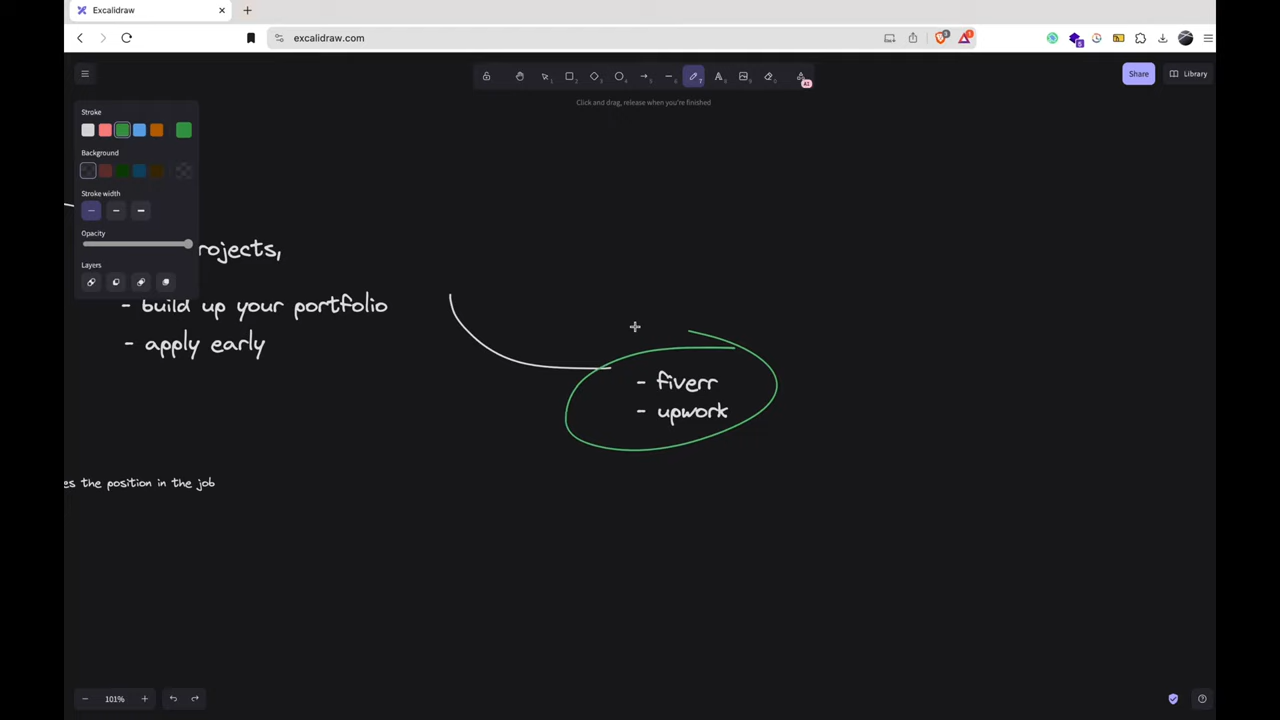 Excalidraw
excalidraw.com
Share
Library
Click and drag, release when you're finished
Stroke
Background
Stroke width
Opacity
Layers
rojects,
- build up your portfolio
- apply early
- fiverr
- upwork
es the position in the job
101%